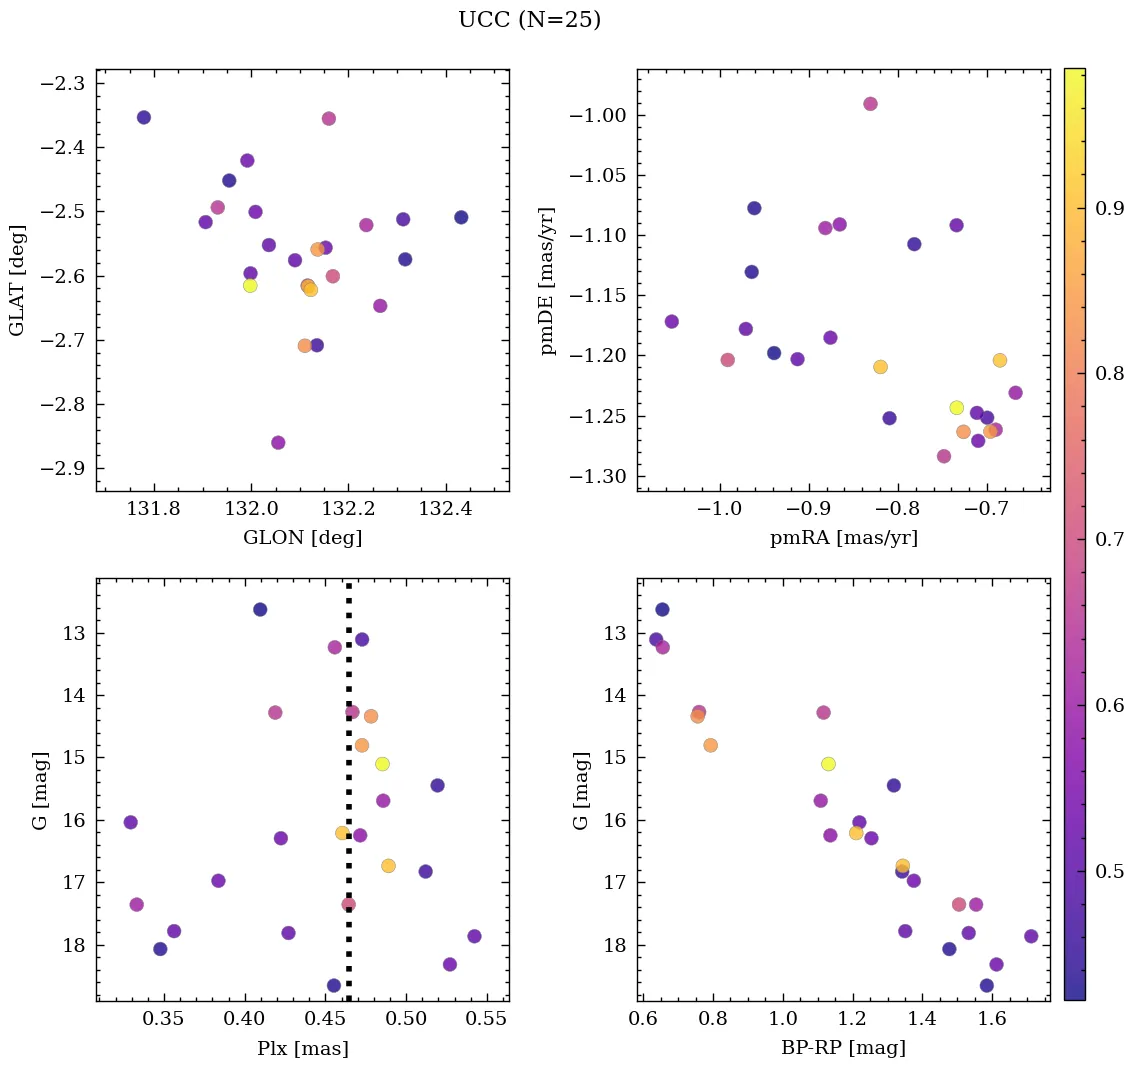 UCC (N=25)
−2.3
−2.4
−2.5
−2.6
−2.7
−2.8
−2.9
GLAT [deg]
131.8 132.0 132.2 132.4
GLON [deg]
−1.00
−1.05
−1.10
−1.15
−1.20
−1.25
−1.30
pmDE [mas/yr]
−1.0 −0.9 −0.8 −0.7
pmRA [mas/yr]
0.9
0.8
0.7
0.6
0.5
13
14
15
16
17
18
G [mag]
0.35 0.40 0.45 0.50 0.55
Plx [mas]
13
14
15
16
17
18
G [mag]
0.6 0.8 1.0 1.2 1.4 1.6
BP-RP [mag]